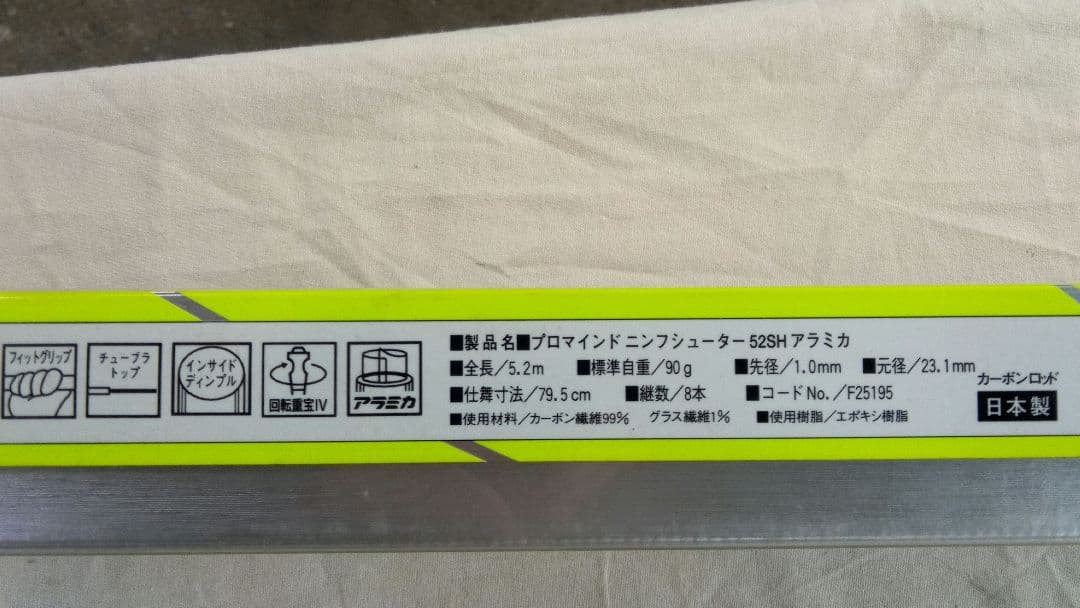 フィットグリップ
チューブラ
トップ
インサイド
ディンプル
回転重宝IV
アラミカ
■製品名■プロマインド ニンフシューター 52SH アラミカ
■全長/5.2m ■標準自重/90g ■先径/1.0mm ■元径/23.1mm
■仕舞寸法/79.5cm ■継数/8本 ■コードNo./F25195
■使用材料/カーボン繊維99% グラス繊維1% ■使用樹脂/エポキシ樹脂
カーボンロッド
日本製